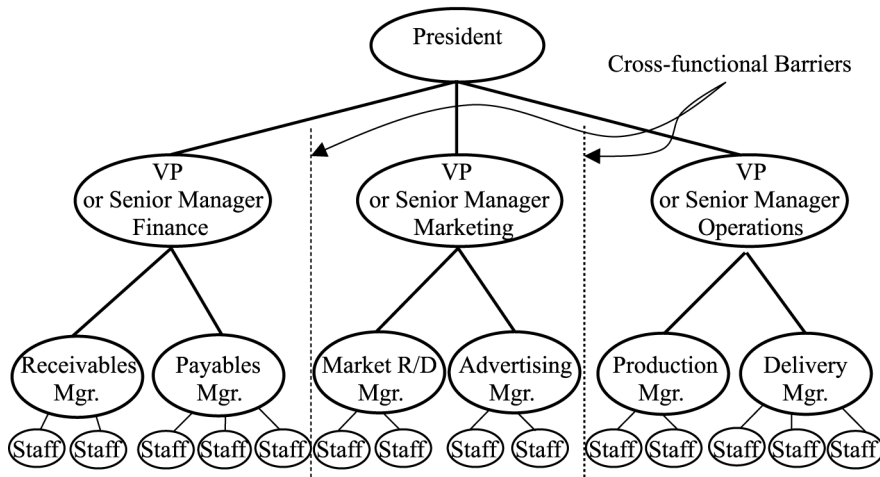 President
Cross-functional Barriers
VP
or Senior Manager
Finance
VP
or Senior Manager
Marketing
VP
or Senior Manager
Operations
Receivables
Mgr.
Payables
Mgr.
Market R/D
Mgr.
Advertising
Mgr.
Production
Mgr.
Delivery
Mgr.
Staff
Staff
Staff
Staff
Staff
Staff
Staff
Staff
Staff
Staff
Staff
Staff
Staff
Staff